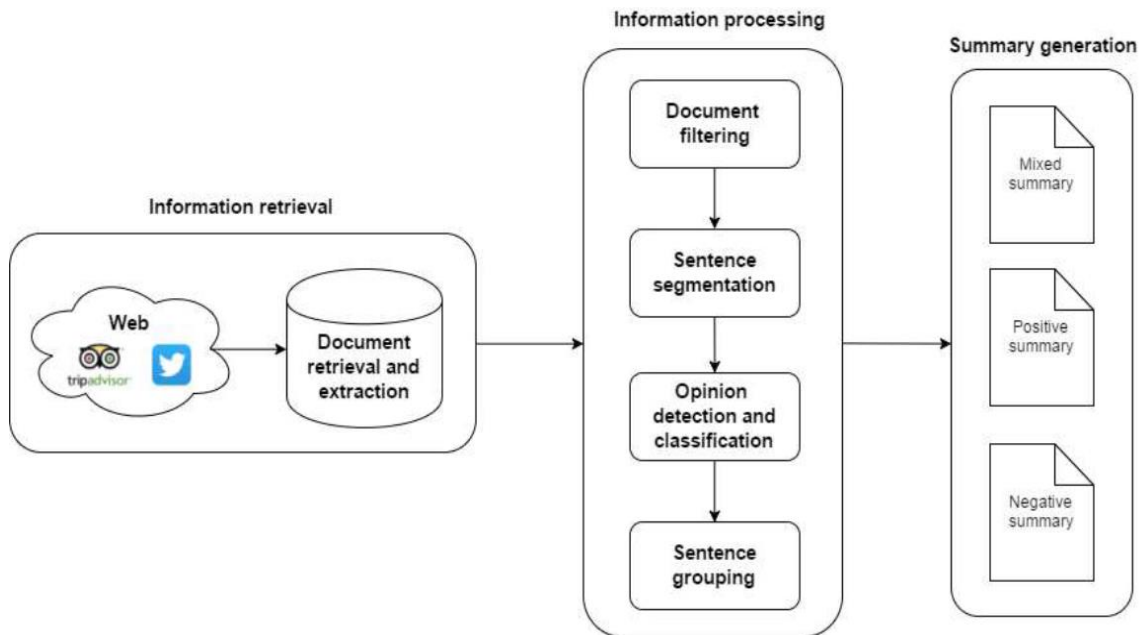 Information retrieval
Web
tripadvisor
Document
retrieval and
extraction
Information processing
Document
filtering
Sentence
segmentation
Opinion
detection and
classification
Sentence
grouping
Summary generation
Mixed
summary
Positive
summary
Negative
summary